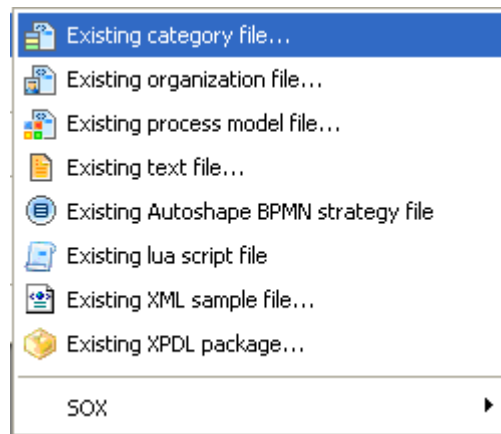 Existing category file...
Existing organization file...
Existing process model file...
Existing text file...
Existing Autoshape BPMN strategy file
Existing lua script file
Existing XML sample file...
Existing XPDL package...
SOX